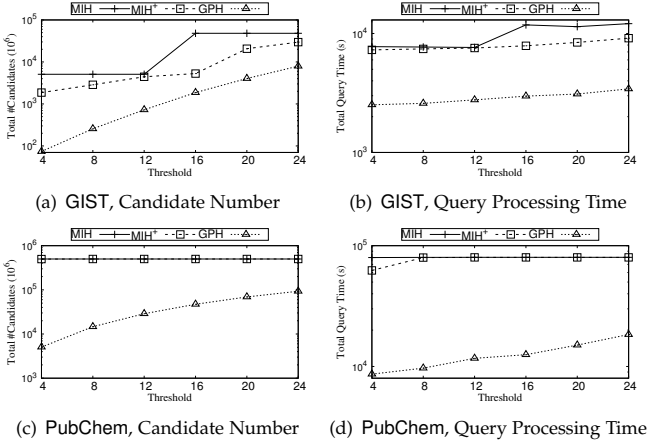 MIH MIH+ GPH
Total #Candidates (10^6)
10^5
10^4
10^3
10^2
4 8 12 16 20 24
Threshold
(a) GIST, Candidate Number
MIH MIH+ GPH
Total Query Time (s)
10^4
10^3
4 8 12 16 20 24
Threshold
(b) GIST, Query Processing Time
MIH MIH+ GPH
Total #Candidates (10^6)
10^6
10^5
10^4
10^3
4 8 12 16 20 24
Threshold
(c) PubChem, Candidate Number
MIH MIH+ GPH
Total Query Time (s)
10^5
10^4
4 8 12 16 20 24
Threshold
(d) PubChem, Query Processing Time